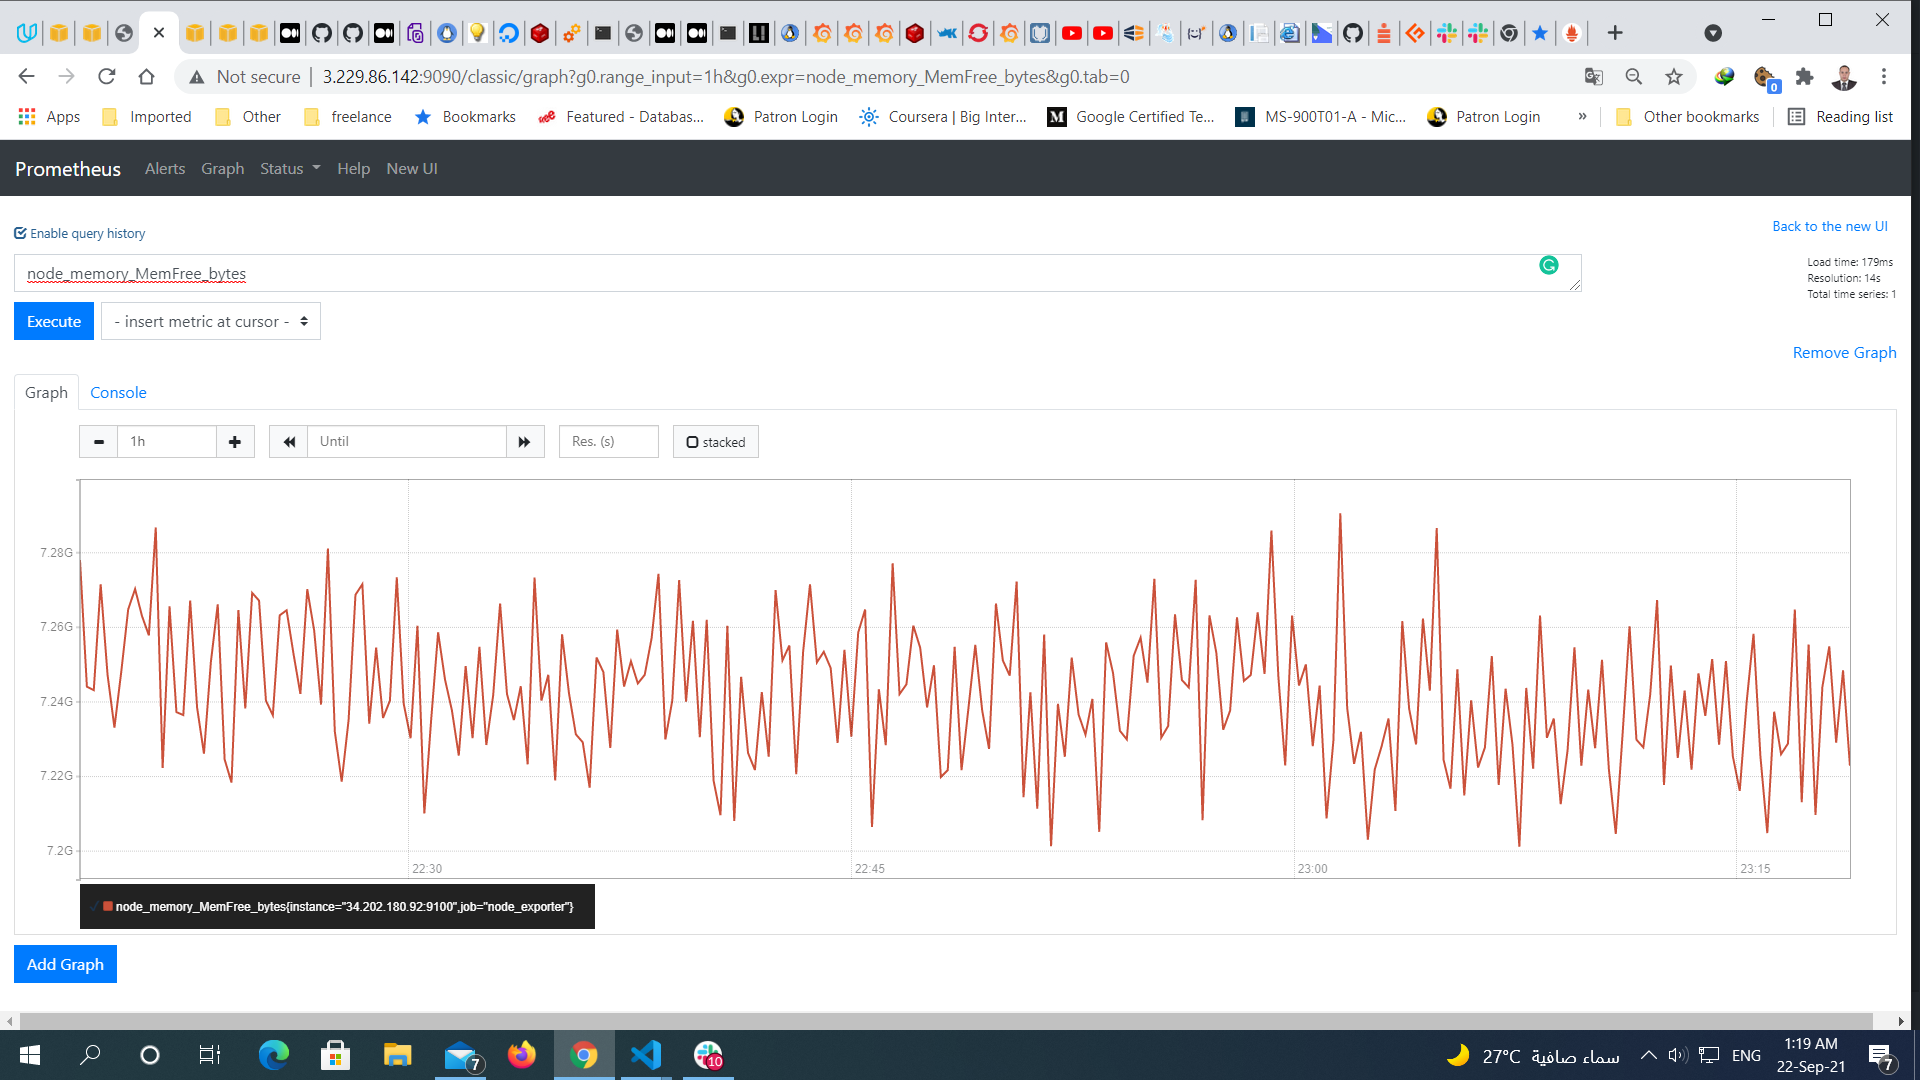 Not secure | 3.229.86.142:9090/classic/graph?g0.range_input=1h&g0.expr=node_memory_MemFree_bytes&g0.tab=0
0
Apps Imported Other freelance Bookmarks Featured - Databas... Patron Login Coursera | Big Inter... Google Certified Te... MS-900T01-A - Mic... Patron Login » Other bookmarks Reading list
Prometheus Alerts Graph Status Help New UI
Enable query history
Back to the new UI
node_memory_MemFree_bytes
Load time: 179ms
Resolution: 14s
Total time series: 1
Execute - insert metric at cursor -
Remove Graph
Graph Console
1h Until Res. (s) stacked
7.28G
7.26G
7.24G
7.22G
7.2G
22:30 22:45 23:00 23:15
node_memory_MemFree_bytes{instance="34.202.180.92:9100",job="node_exporter"}
Add Graph
7 10 27°C سماء صافية ENG 1:19 AM
22-Sep-21 7